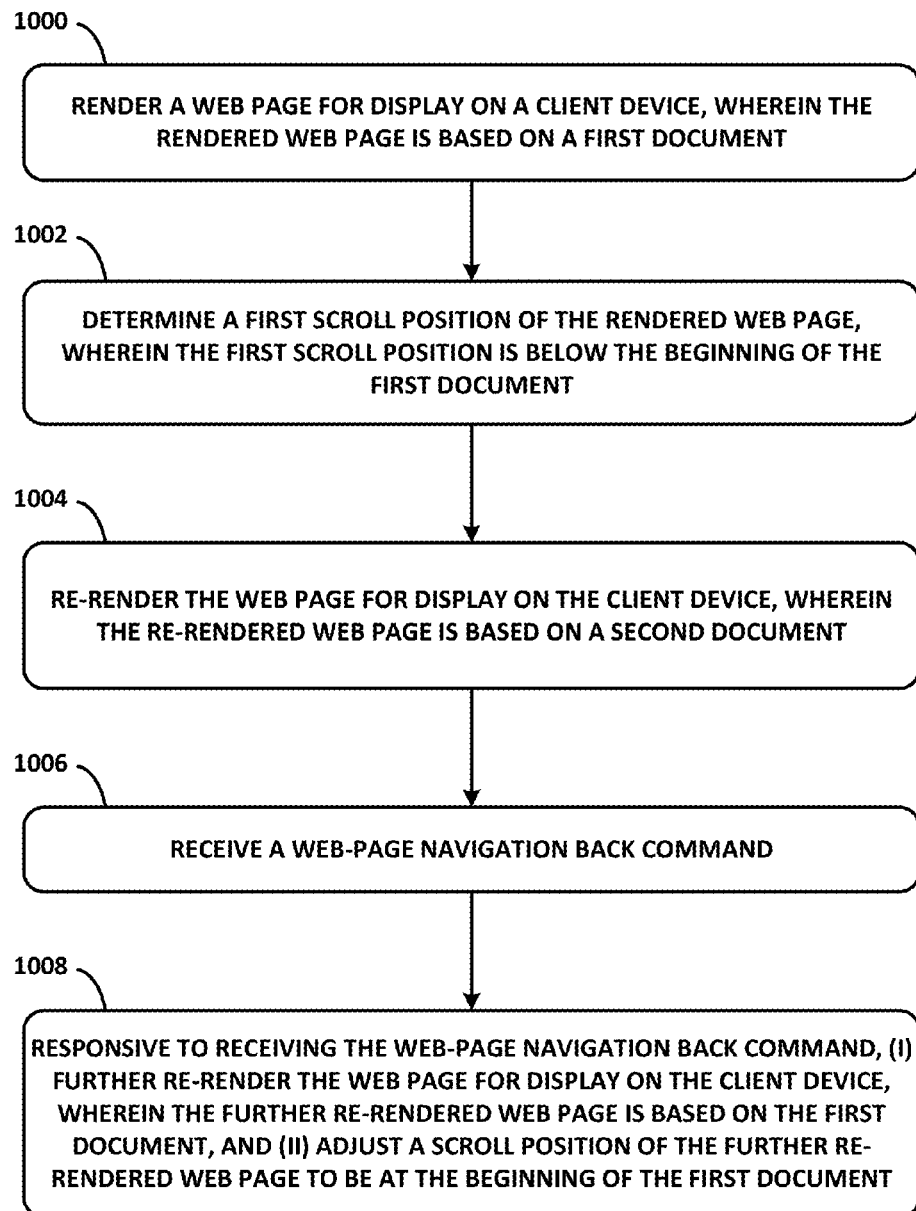 1000
RENDER A WEB PAGE FOR DISPLAY ON A CLIENT DEVICE, WHEREIN THE
RENDERED WEB PAGE IS BASED ON A FIRST DOCUMENT
1002
DETERMINE A FIRST SCROLL POSITION OF THE RENDERED WEB PAGE,
WHEREIN THE FIRST SCROLL POSITION IS BELOW THE BEGINNING OF THE
FIRST DOCUMENT
1004
RE-RENDER THE WEB PAGE FOR DISPLAY ON THE CLIENT DEVICE, WHEREIN
THE RE-RENDERED WEB PAGE IS BASED ON A SECOND DOCUMENT
1006
RECEIVE A WEB-PAGE NAVIGATION BACK COMMAND
1008
RESPONSIVE TO RECEIVING THE WEB-PAGE NAVIGATION BACK COMMAND, (I)
FURTHER RE-RENDER THE WEB PAGE FOR DISPLAY ON THE CLIENT DEVICE,
WHEREIN THE FURTHER RE-RENDERED WEB PAGE IS BASED ON THE FIRST
DOCUMENT, AND (II) ADJUST A SCROLL POSITION OF THE FURTHER RE-
RENDERED WEB PAGE TO BE AT THE BEGINNING OF THE FIRST DOCUMENT